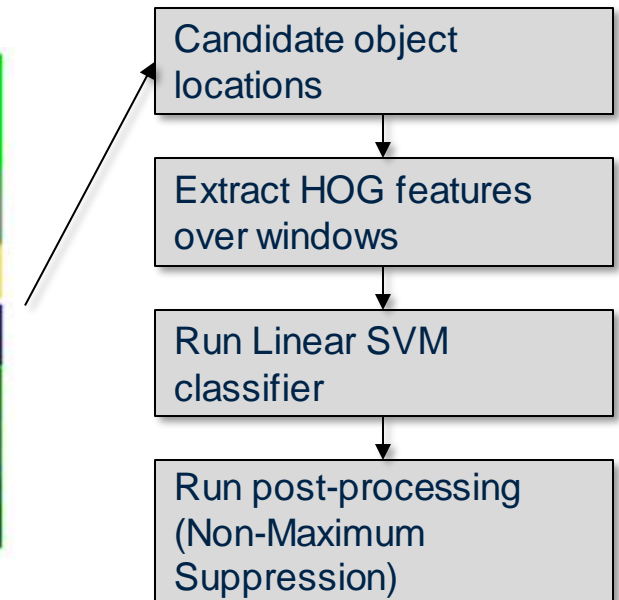 Candidate object
locations
Extract HOG features
over windows
Run Linear SVM
classifier
Run post-processing
(Non-Maximum
Suppression)